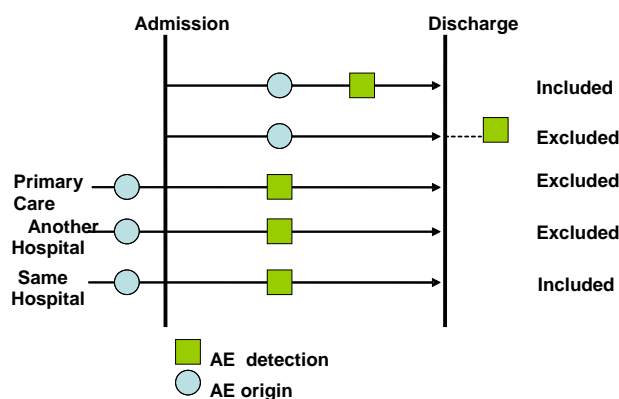 Admission
Discharge
Included
Excluded
Primary
Care
Excluded
Another
Hospital
Excluded
Same
Hospital
Included
AE detection
AE origin